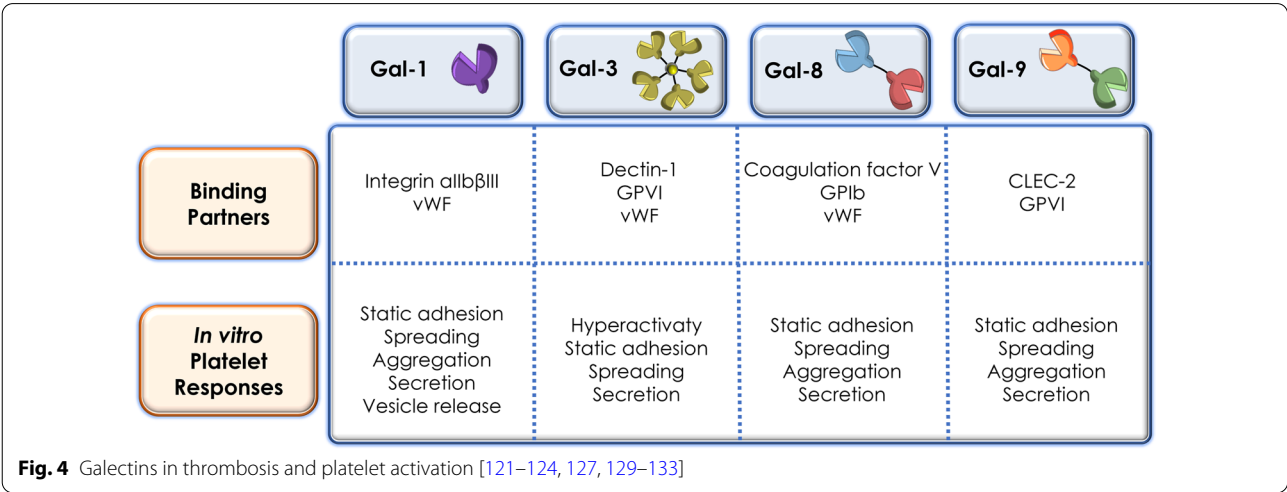 Gal-1
Gal-3
Gal-8
Gal-9
Binding
Partners
Integrin aIIbβIII
vWF
Dectin-1
GPVI
vWF
Coagulation factor V
GPIb
vWF
CLEC-2
GPVI
In vitro
Platelet
Responses
Static adhesion
Spreading
Aggregation
Secretion
Vesicle release
Hyperactivaty
Static adhesion
Spreading
Secretion
Static adhesion
Spreading
Aggregation
Secretion
Static adhesion
Spreading
Aggregation
Secretion
Fig. 4 Galectins in thrombosis and platelet activation [121–124, 127, 129–133]